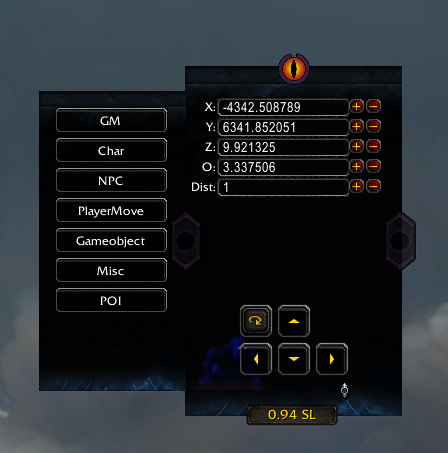 GM
Char
NPC
PlayerMove
Gameobject
Misc
POI
X: -4342.508789
Y: 6341.852051
Z: 9.921325
O: 3.337506
Dist: 1
0.94 SL